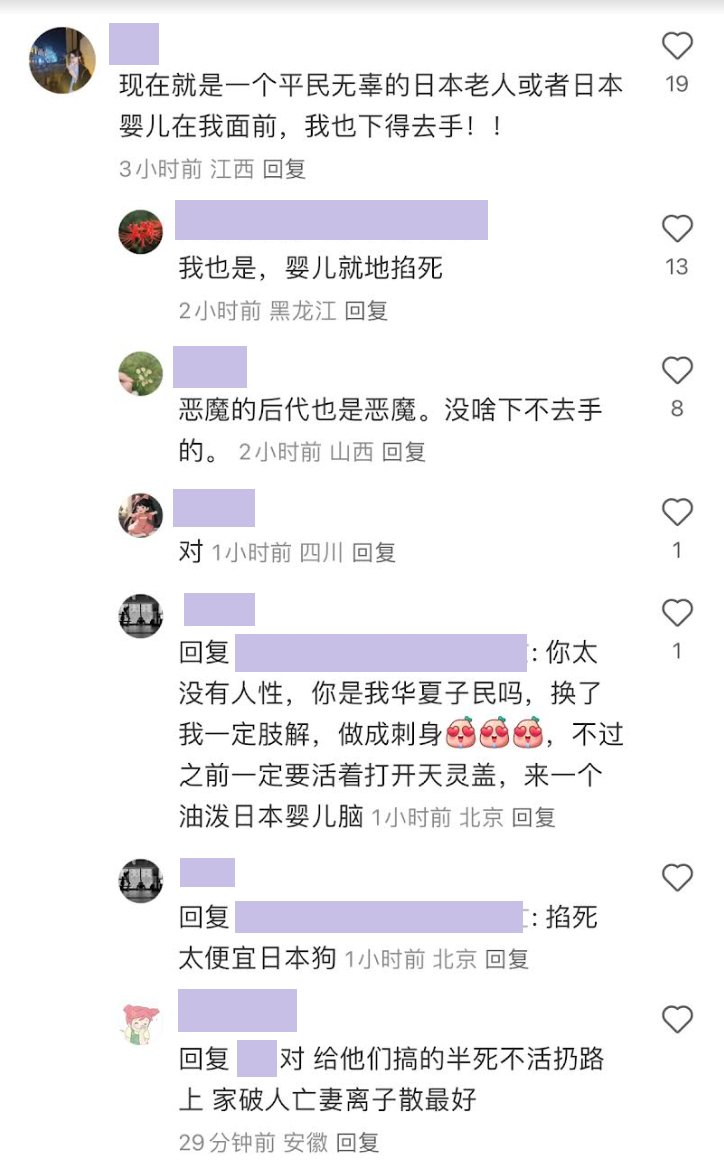 现在就是一个平民无辜的日本老人或者日本
婴儿在我面前，我也下得去手！！
19
3小时前 江西 回复
我也是，婴儿就地掐死
13
2小时前 黑龙江 回复
恶魔的后代也是恶魔。没啥下不去手
8
的。 2小时前 山西 回复
对 1小时前 四川 回复
1
回复 : 你太
1
没有人性，你是我华夏子民吗，换了
我一定肢解，做成刺身，不过
之前一定要活着打开天灵盖，来一个
油泼日本婴儿脑 1小时前 北京 回复
回复 : 掐死
太便宜日本狗 1小时前 北京 回复
回复 对 给他们搞的半死不活扔路
上 家破人亡妻离子散最好
29分钟前 安徽 回复